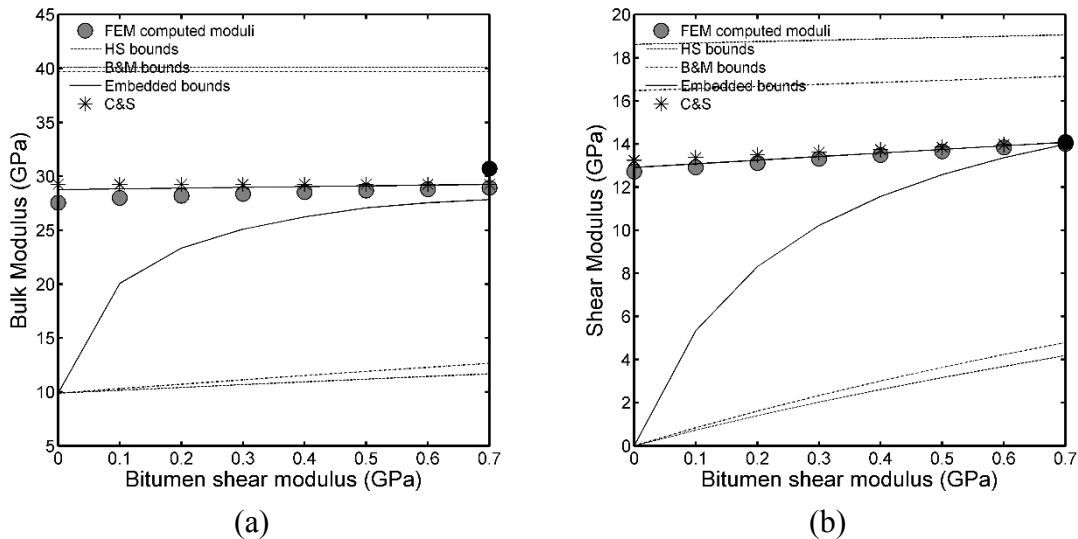 45
40
35
30
25
20
15
10
5
Bulk Modulus (GPa)
FEM computed moduli
HS bounds
B&M bounds
Embedded bounds
C&S
0 0.1 0.2 0.3 0.4 0.5 0.6 0.7
Bitumen shear modulus (GPa)
(a)
20
18
16
14
12
10
8
6
4
2
0
Shear Modulus (GPa)
FEM computed moduli
HS bounds
B&M bounds
Embedded bounds
C&S
0 0.1 0.2 0.3 0.4 0.5 0.6 0.7
Bitumen shear modulus (GPa)
(b)